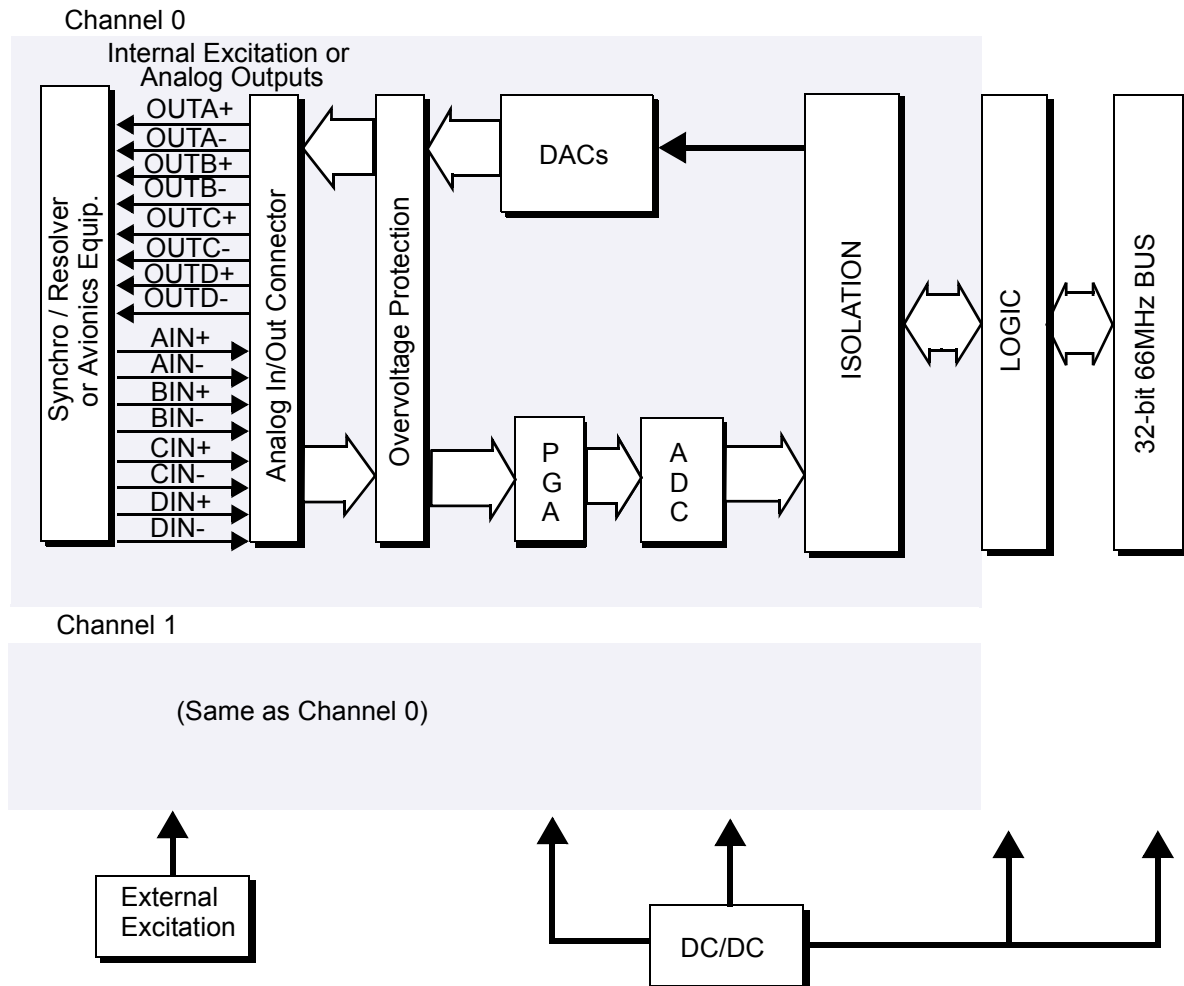 Channel 0
Internal Excitation or
Analog Outputs
Synchro / Resolver
or Avionics Equip.
OUTA+
OUTA-
OUTB+
OUTB-
OUTC+
OUTC-
OUTD+
OUTD-
AIN+
AIN-
BIN+
BIN-
CIN+
CIN-
DIN+
DIN-
Analog In/Out Connector
Overvoltage Protection
DACs
P
G
A
A
D
C
ISOLATION
LOGIC
32-bit 66MHz BUS
Channel 1
(Same as Channel 0)
External
Excitation
DC/DC